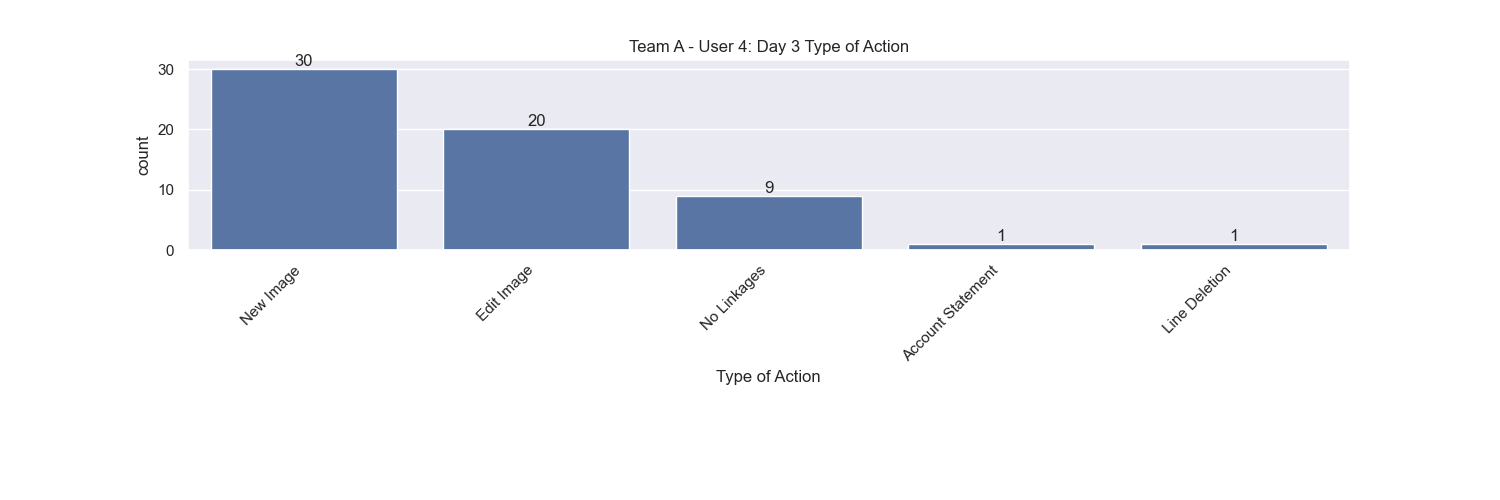 Team A - User 4: Day 3 Type of Action
30
20
9
1
1
30
20
10
0
count
New Image
Edit Image
No Linkages
Account Statement
Line Deletion
Type of Action